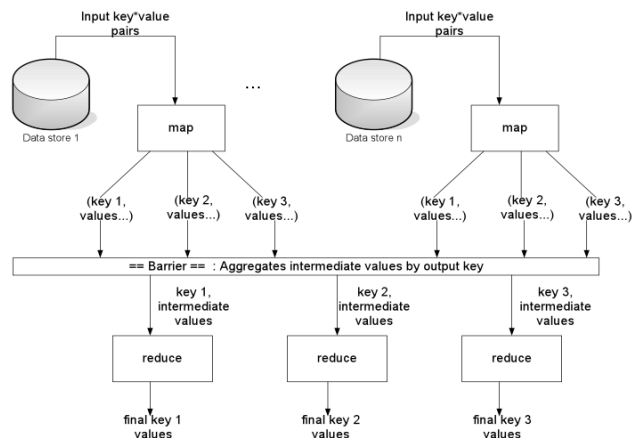 Input key*value
pairs
Input key*value
pairs
...
map
map
Data store 1
Data store n
(key 1,
values...)
(key 2,
values...)
(key 3,
values...)
(key 1,
values...)
(key 2,
values...)
(key 3,
values...)
== Barrier == : Aggregates intermediate values by output key
key 1,
intermediate
values
key 2,
intermediate
values
key 3,
intermediate
values
reduce
reduce
reduce
final key 1
values
final key 2
values
final key 3
values